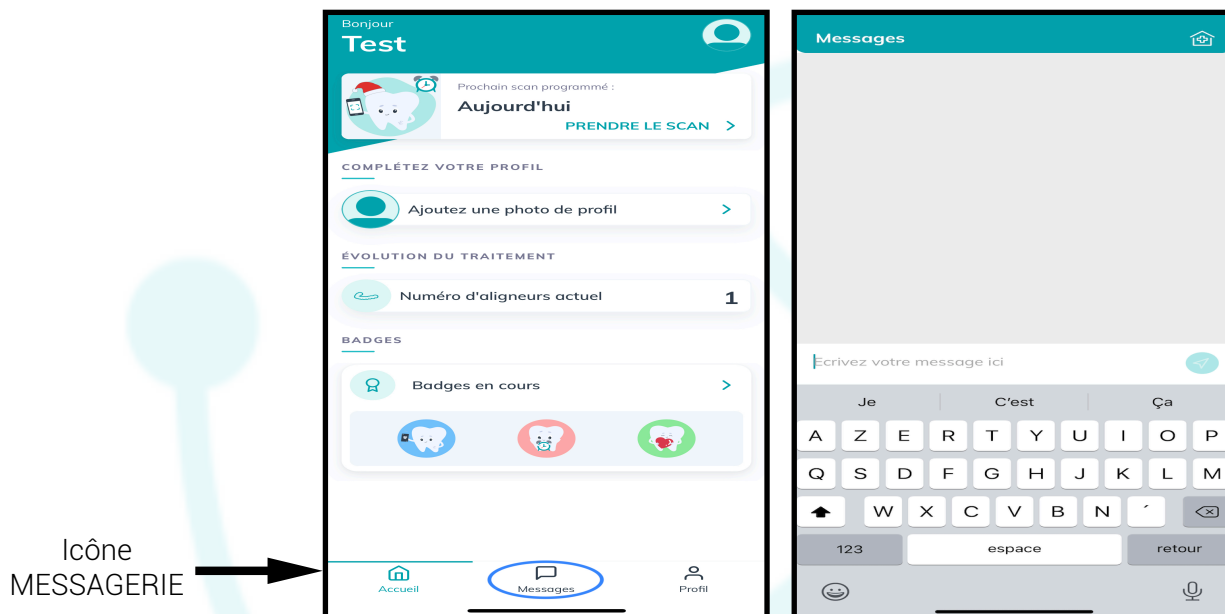 Bonjour
Test
Prochain scan programmé :
Aujourd'hui
PRENDRE LE SCAN >
COMPLÉTEZ VOTRE PROFIL
Ajoutez une photo de profil >
ÉVOLUTION DU TRAITEMENT
Numéro d'aligneurs actuel 1
BADGES
Badges en cours >
Accueil Messages Profil
Icône
MESSAGERIE
Messages
Ecrivez votre message ici
Je C'est Ça
A Z E R T Y U I O P
Q S D F G H J K L M
W X C V B N ´
123 espace retour